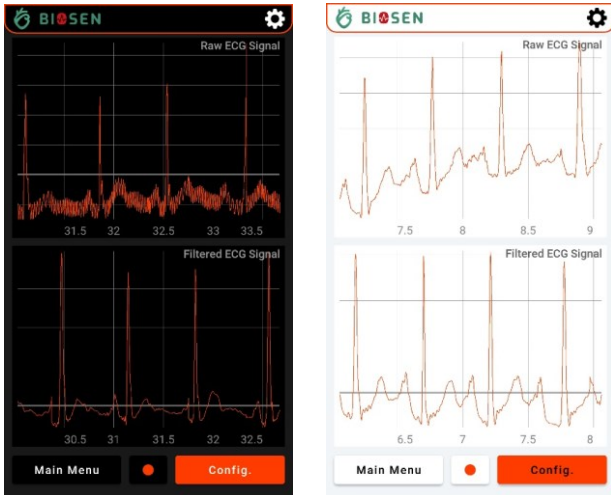 BIOSEN
Raw ECG Signal
31.5 32 32.5 33 33.5
Filtered ECG Signal
30.5 31 31.5 32 32.5
Main Menu Config.
BIOSEN
Raw ECG Signal
7.5 8 8.5 9
Filtered ECG Signal
6.5 7 7.5 8
Main Menu Config.